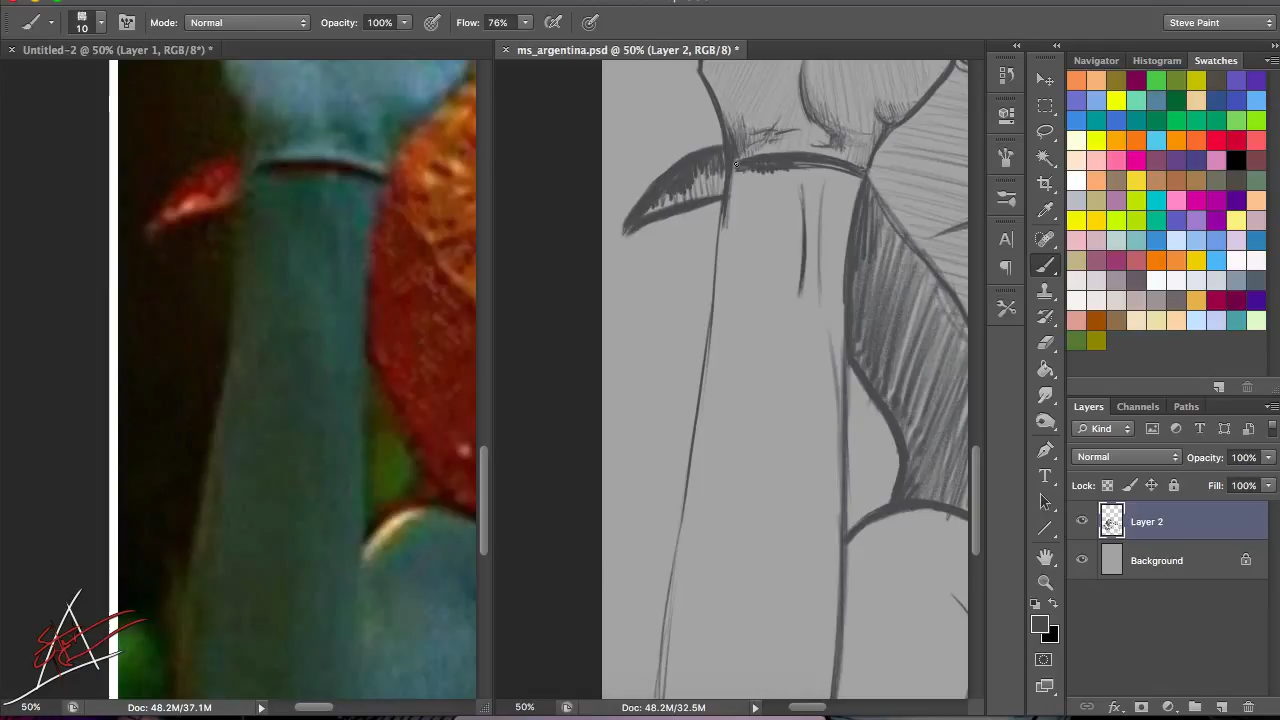 10
Mode: Normal
Opacity: 100%
Flow: 76%
Steve Paint
Untitled-2 @ 50% (Layer 1, RGB/8*) *
ms_argentina.psd @ 50% (Layer 2, RGB/8) *
Navigator
Histogram
Swatches
Layers
Channels
Paths
Kind
Normal
Opacity: 100%
Lock:
Fill: 100%
Layer 2
Background
fx
50%
Doc: 48.2M/37.1M
50%
Doc: 48.2M/32.5M